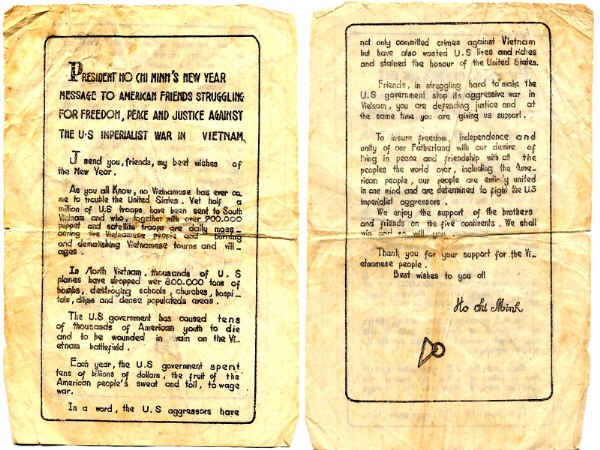 PRESIDENT HO CHI MINH'S NEW YEAR
MESSAGE TO AMERICAN FRIENDS STRUGGLING
FOR FREEDOM, PEACE AND JUSTICE AGAINST
THE U-S IMPERIALIST WAR IN VIETNAM.
I send you, friends, my best wishes of
the New Year.
As you all know, no Vietnamese has ever co
me to trouble the United States. Yet half a
million of U.S troops have been sent to South
Vietnam and who, together with over 700.000
puppet and satellite troops are daily mass-
acring the Vietnamese people and burning
and demolishing Vietnamese towns and vill-
ages.
In North Vietnam, thousands of U.S
planes have dropped over 800.000 tons of
bombs, destroying schools, churches, hospi-
tals, dikes and dense populated areas.
The U.S government has caused tens
of thousands of American youth to die
and to be wounded in vain on the Vi-
etnam battlefield.
Each year, the U.S government spent
tens of billions of dollars, the fruit of the
American people's sweat and toil, to wage
war.
In a word, the U.S aggressors have
not only committed crimes against Vietnam
but have also wasted U.S lives and riches
and stained the honour of the United States.
Friends, in struggling hard to make the
U.S government stop its aggressive war in
Vietnam, you are defending justice and at
the same time you are giving us support.
To insure freedom, independence and
unity of our Fatherland with our desire of
living in peace and friendship with all the
peoples the world over, including the Ame-
rican people, our people are entirely united
in one mind and are determined to fight the U.S
imperialist aggressors.
We enjoy the support of the brothers
and friends on the five continents. We shall
win and so will you.
Thank you for your support for the Vi-
etnamese people.
Best wishes to you all
Ho Chi Minh